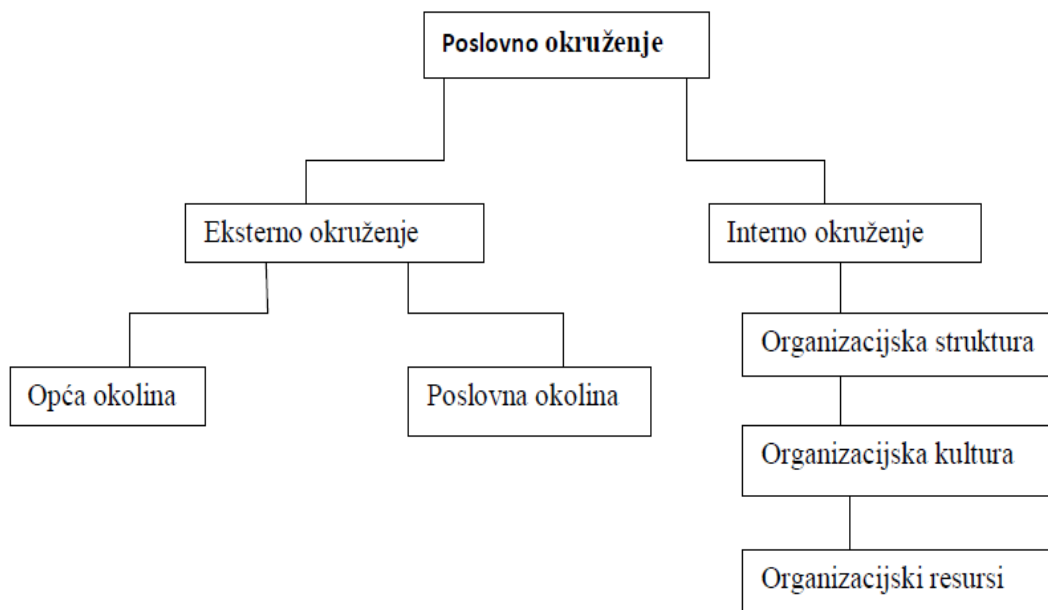 Poslovno okruženje
Eksterno okruženje
Interno okruženje
Organizacijska struktura
Opća okolina
Poslovna okolina
Organizacijska kultura
Organizacijski resursi